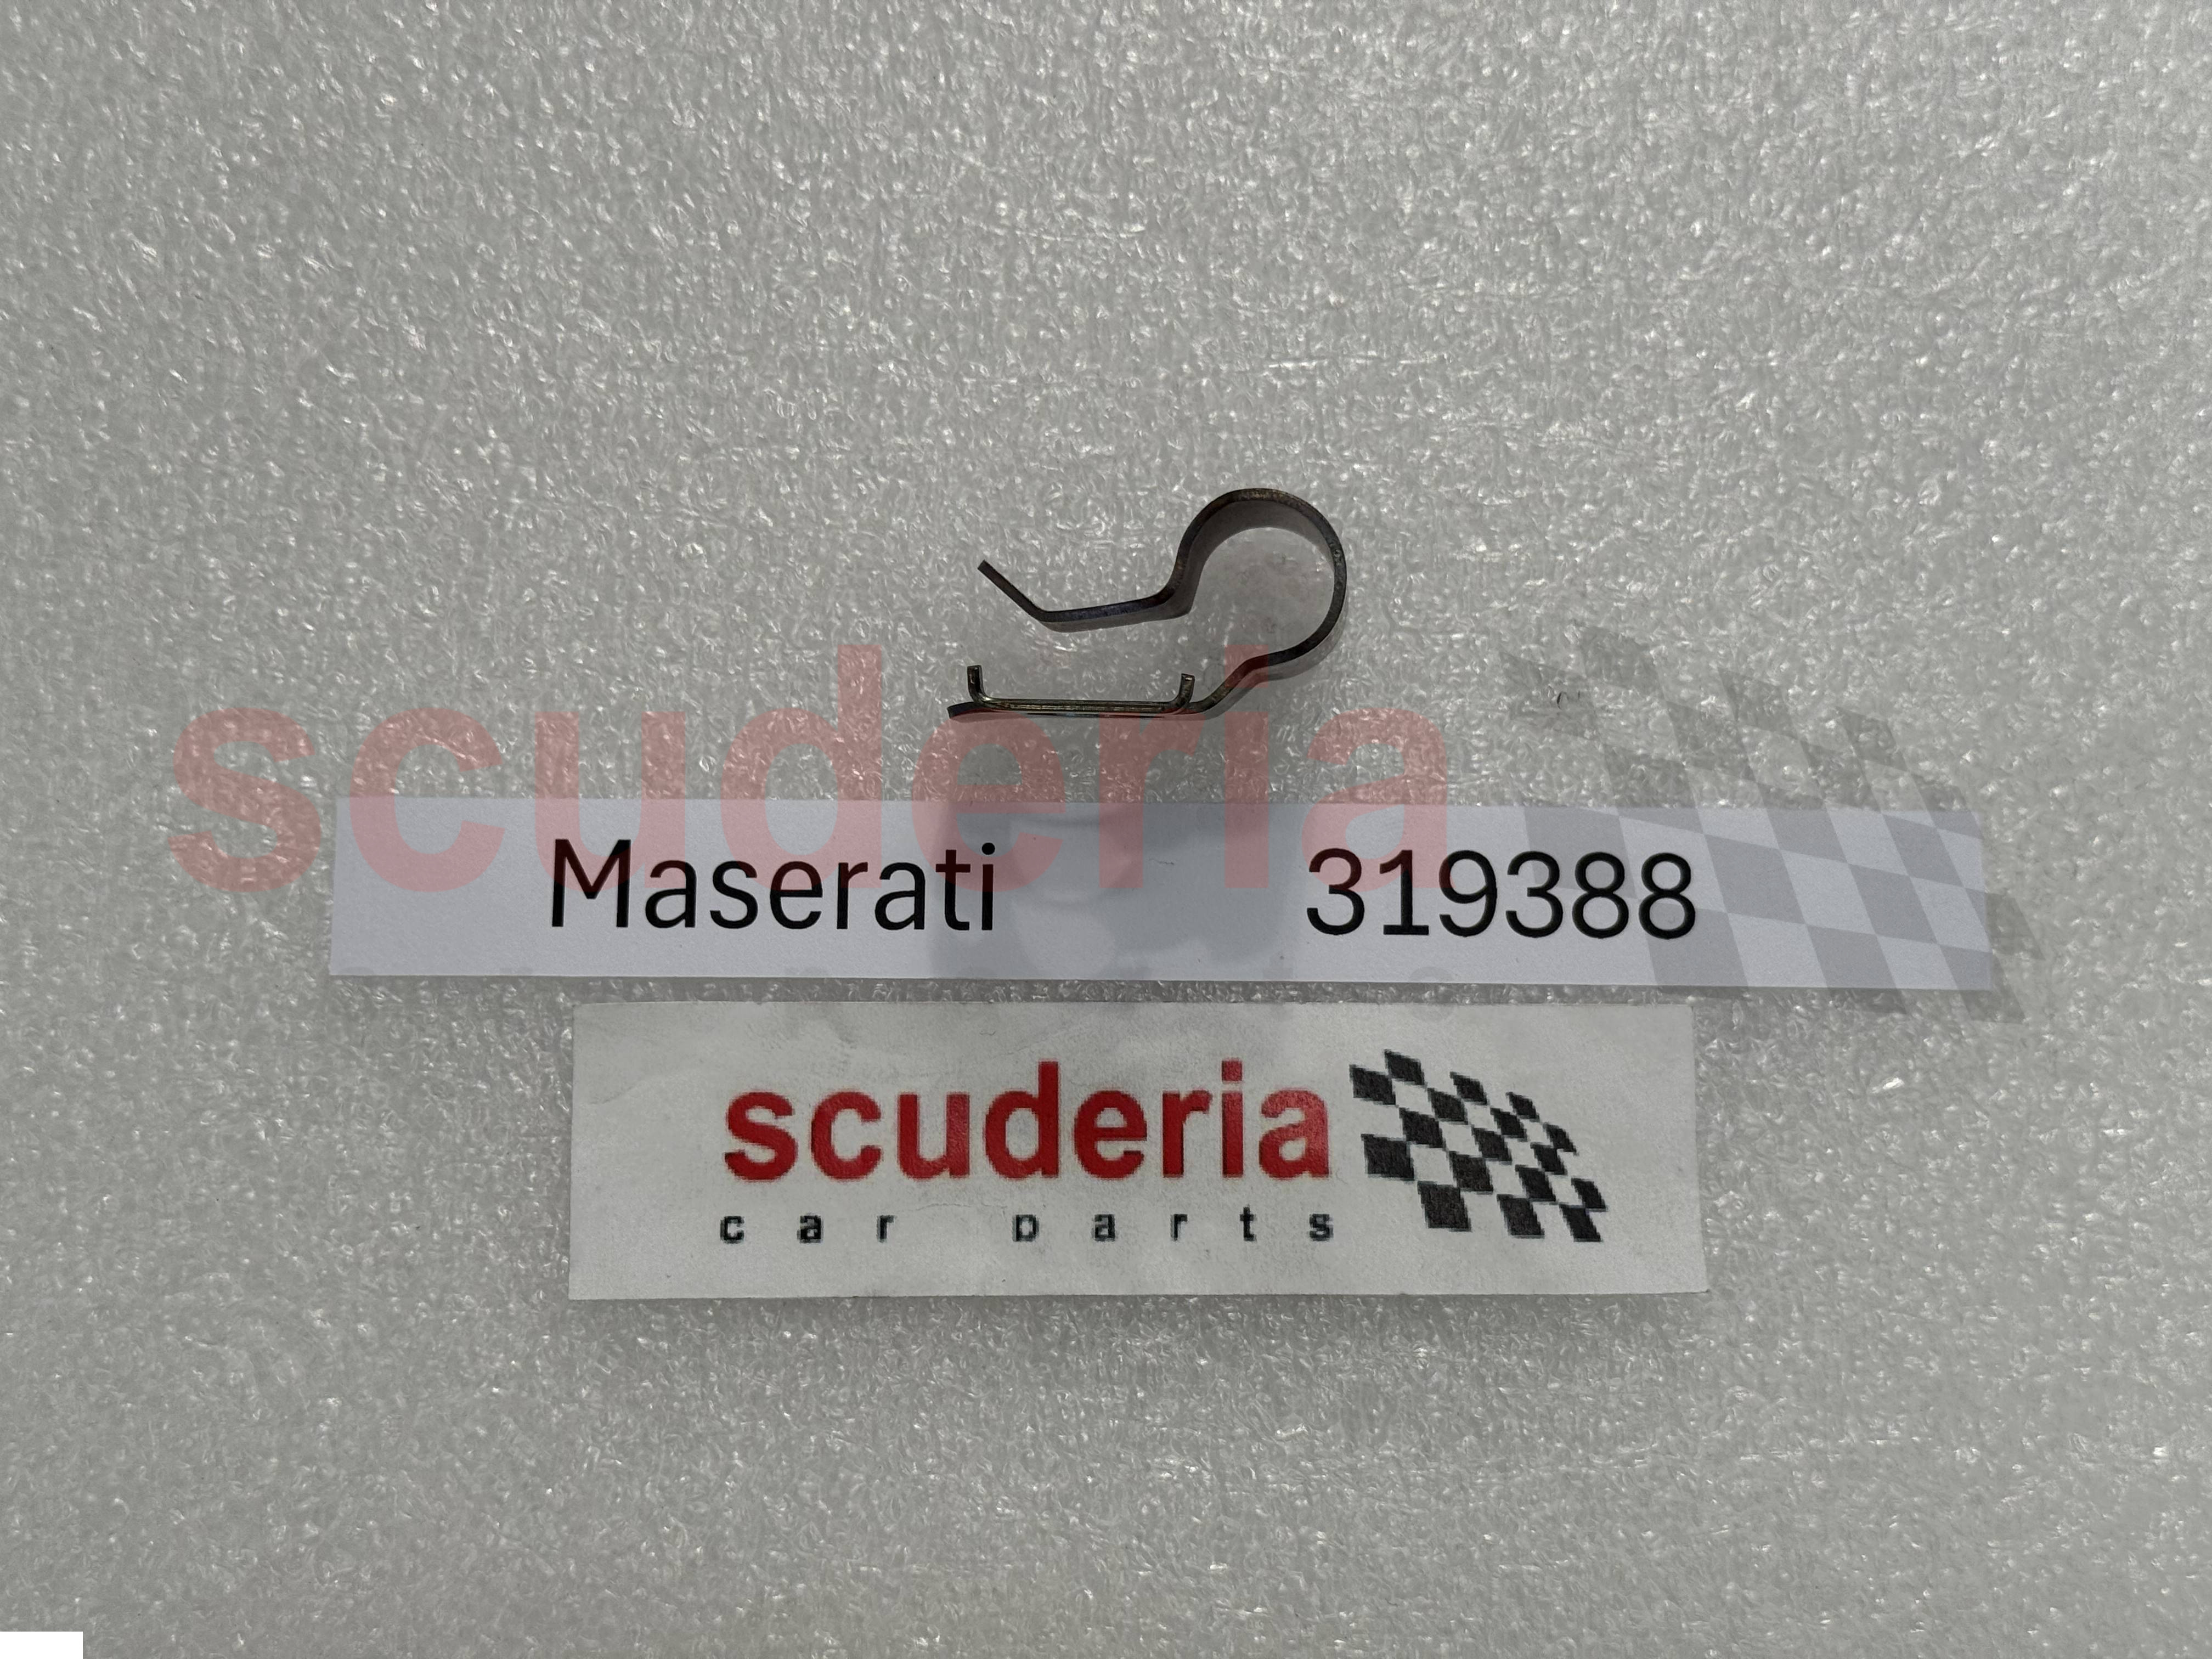 scuderia
Maserati 319388
scuderia
car parts